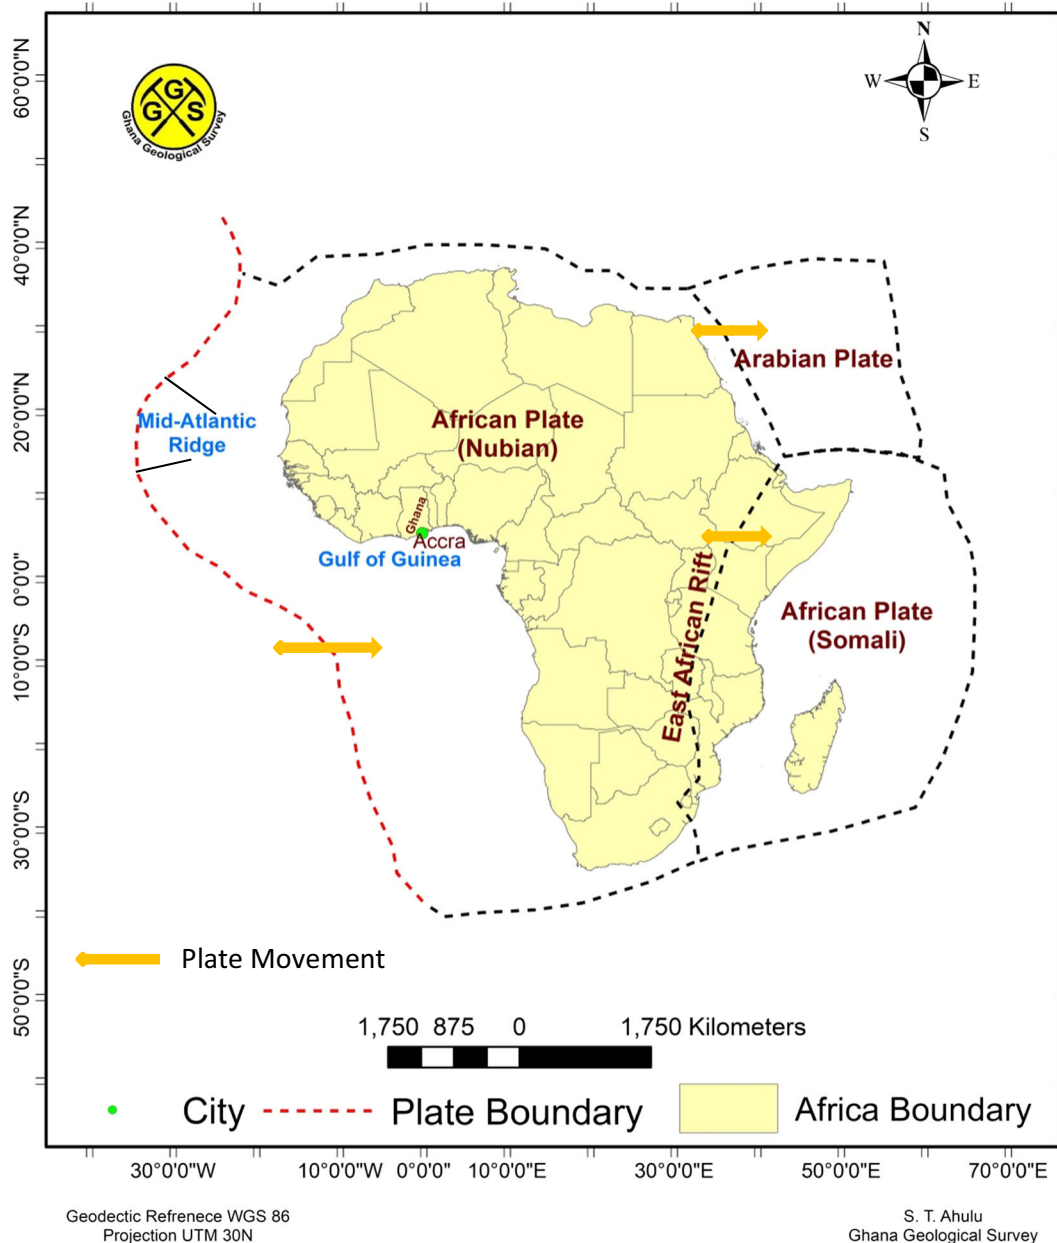 N
W E
S
G
G S
Ghana Geological Survey
60°0'0"N
40°0'0"N
20°0'0"N
0°0'0"
10°0'0"S
30°0'0"S
50°0'0"S
Arabian Plate
Mid-Atlantic
Ridge
African Plate
(Nubian)
Ghana
Accra
Gulf of Guinea
East African Rift
African Plate
(Somali)
Plate Movement
1,750 875 0 1,750 Kilometers
City Plate Boundary Africa Boundary
30°0'0"W 10°0'0"W 0°0'0" 10°0'0"E 30°0'0"E 50°0'0"E 70°0'0"E
Geodectic Refrenece WGS 86
Projection UTM 30N
S. T. Ahulu
Ghana Geological Survey